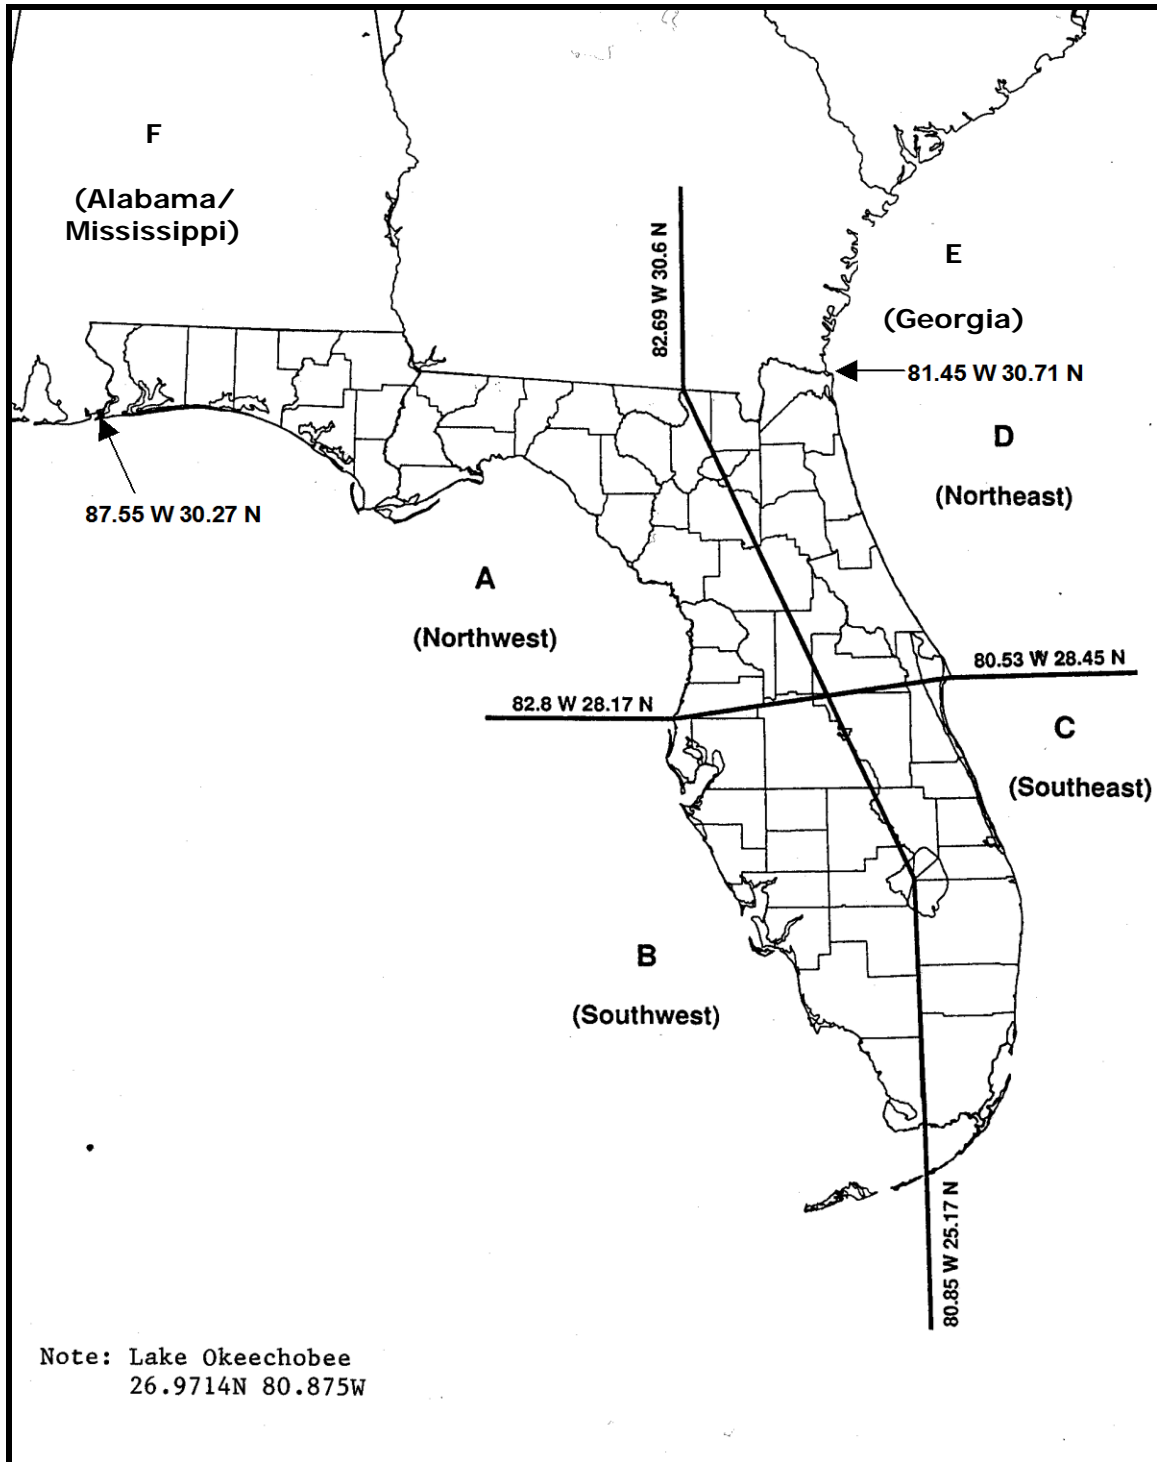 F
(Alabama/
Mississippi)
82.69 W 30.6 N
E
(Georgia)
81.45 W 30.71 N
D
(Northeast)
87.55 W 30.27 N
A
(Northwest)
80.53 W 28.45 N
82.8 W 28.17 N
C
(Southeast)
B
(Southwest)
80.85 W 25.17 N
Note: Lake Okeechobee
26.9714N 80.875W